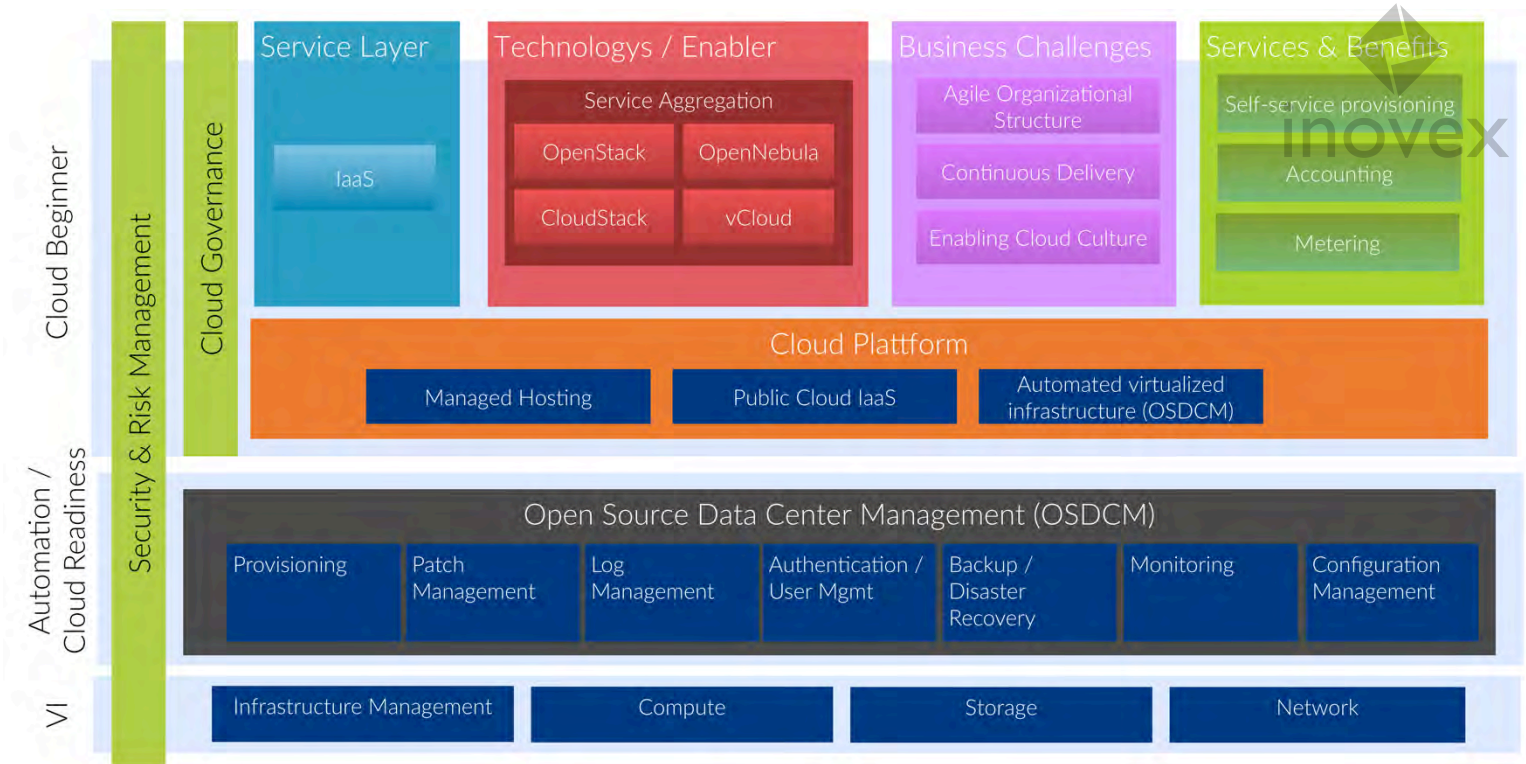 Service Layer
Technologys / Enabler
Business Challenges
Services & Benefits
inovex
IaaS
Service Aggregation
OpenStack
OpenNebula
CloudStack
vCloud
Agile Organizational
Structure
Continuous Delivery
Enabling Cloud Culture
Self-service provisioning
Accounting
Metering
Cloud Beginner
Security & Risk Management
Cloud Governance
Cloud Plattform
Managed Hosting
Public Cloud IaaS
Automated virtualized
infrastructure (OSDCM)
Automation /
Cloud Readiness
Open Source Data Center Management (OSDCM)
Provisioning
Patch
Management
Log
Management
Authentication /
User Mgmt
Backup /
Disaster
Recovery
Monitoring
Configuration
Management
VI
Infrastructure Management
Compute
Storage
Network